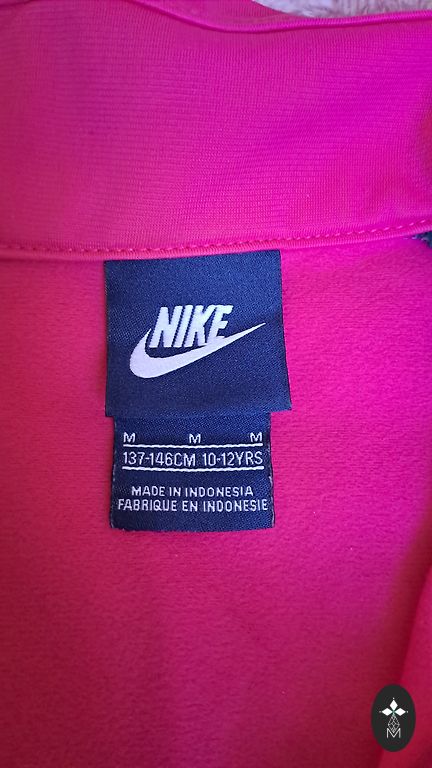 NIKE
M M M
137-146CM 10-12YRS
MADE IN INDONESIA
FABRIQUE EN INDONESIE
M